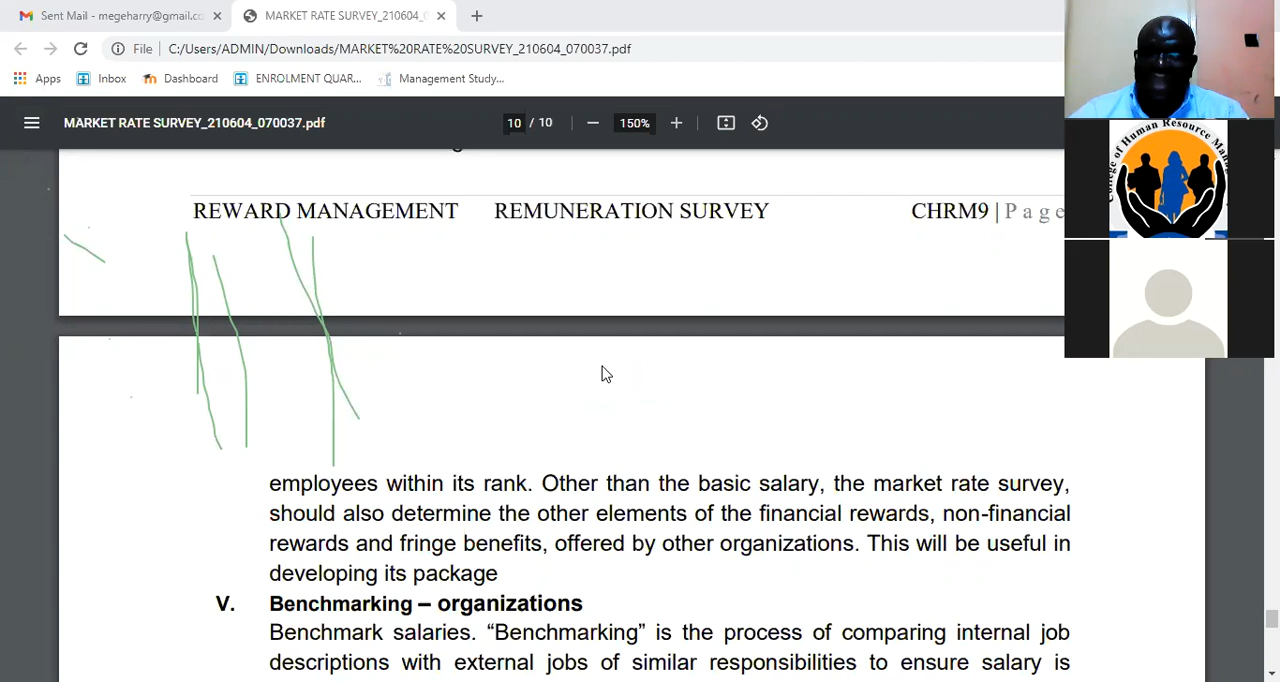 Sent Mail - megeharry@gmail.co
MARKET RATE SURVEY_210604_0
File
C:/Users/ADMIN/Downloads/MARKET%20RATE%20SURVEY_210604_070037.pdf
Apps
Inbox
Dashboard
ENROLMENT QUAR...
Management Study...
MARKET RATE SURVEY_210604_070037.pdf
10 / 10
150%
College of Human Resource Mana
REWARD MANAGEMENT REMUNERATION SURVEY CHRM9 | Page
employees within its rank. Other than the basic salary, the market rate survey,
should also determine the other elements of the financial rewards, non-financial
rewards and fringe benefits, offered by other organizations. This will be useful in
developing its package
V. Benchmarking – organizations
Benchmark salaries. “Benchmarking” is the process of comparing internal job
descriptions with external jobs of similar responsibilities to ensure salary is